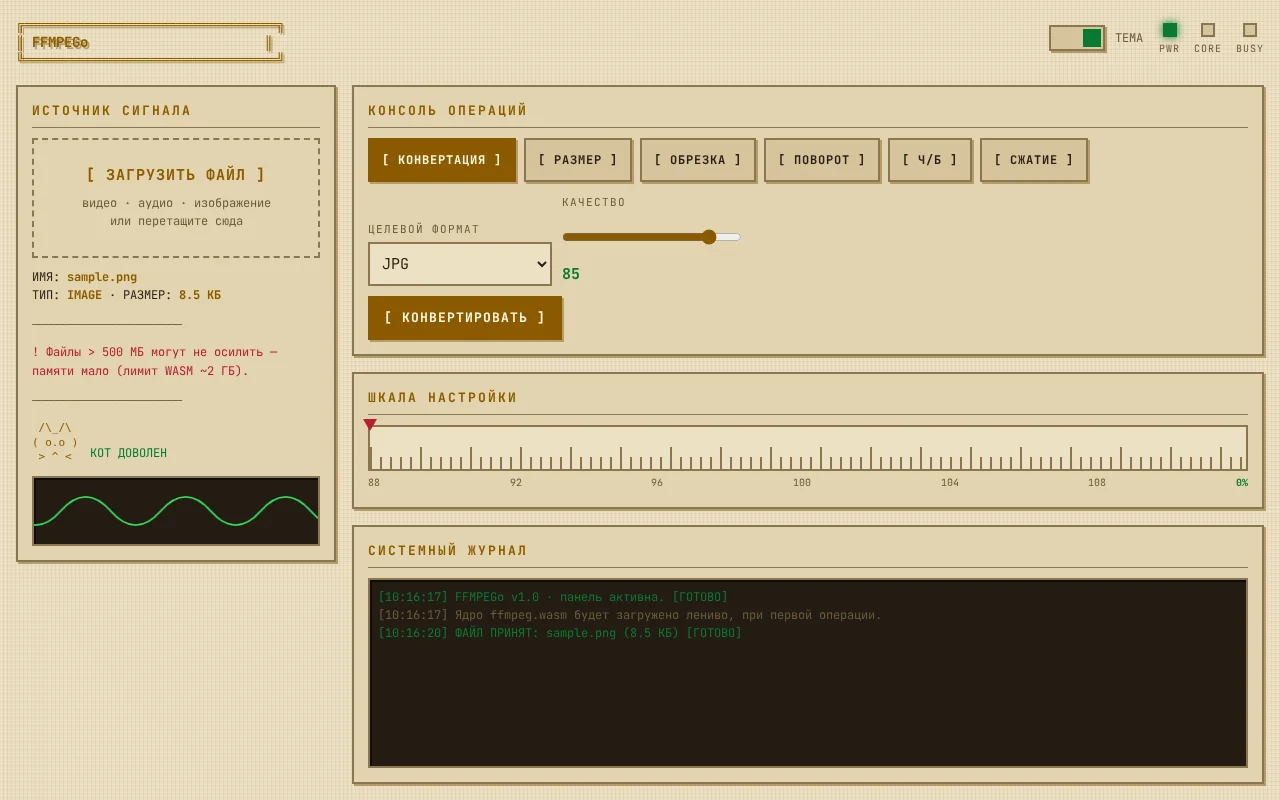 FFMPEGo
ТЕМА
PWR
CORE
BUSY
ИСТОЧНИК СИГНАЛА
[ ЗАГРУЗИТЬ ФАЙЛ ]
видео · аудио · изображение
или перетащите сюда
ИМЯ: sample.png
ТИП: IMAGE · РАЗМЕР: 8.5 КБ
! Файлы > 500 МБ могут не осилить —
памяти мало (лимит WASM ~2 ГБ).
/\_/\
( o.o )
> ^ <
КОТ ДОВОЛЕН
КОНСОЛЬ ОПЕРАЦИЙ
[ КОНВЕРТАЦИЯ ]
[ РАЗМЕР ]
[ ОБРЕЗКА ]
[ ПОВОРОТ ]
[ Ч/Б ]
[ СЖАТИЕ ]
ЦЕЛЕВОЙ ФОРМАТ
JPG
КАЧЕСТВО
85
[ КОНВЕРТИРОВАТЬ ]
ШКАЛА НАСТРОЙКИ
88 92 96 100 104 108 0%
СИСТЕМНЫЙ ЖУРНАЛ
[10:16:17] FFMPEGo v1.0 · панель активна. [ГОТОВО]
[10:16:17] Ядро ffmpeg.wasm будет загружено лениво, при первой операции.
[10:16:20] ФАЙЛ ПРИНЯТ: sample.png (8.5 КБ) [ГОТОВО]